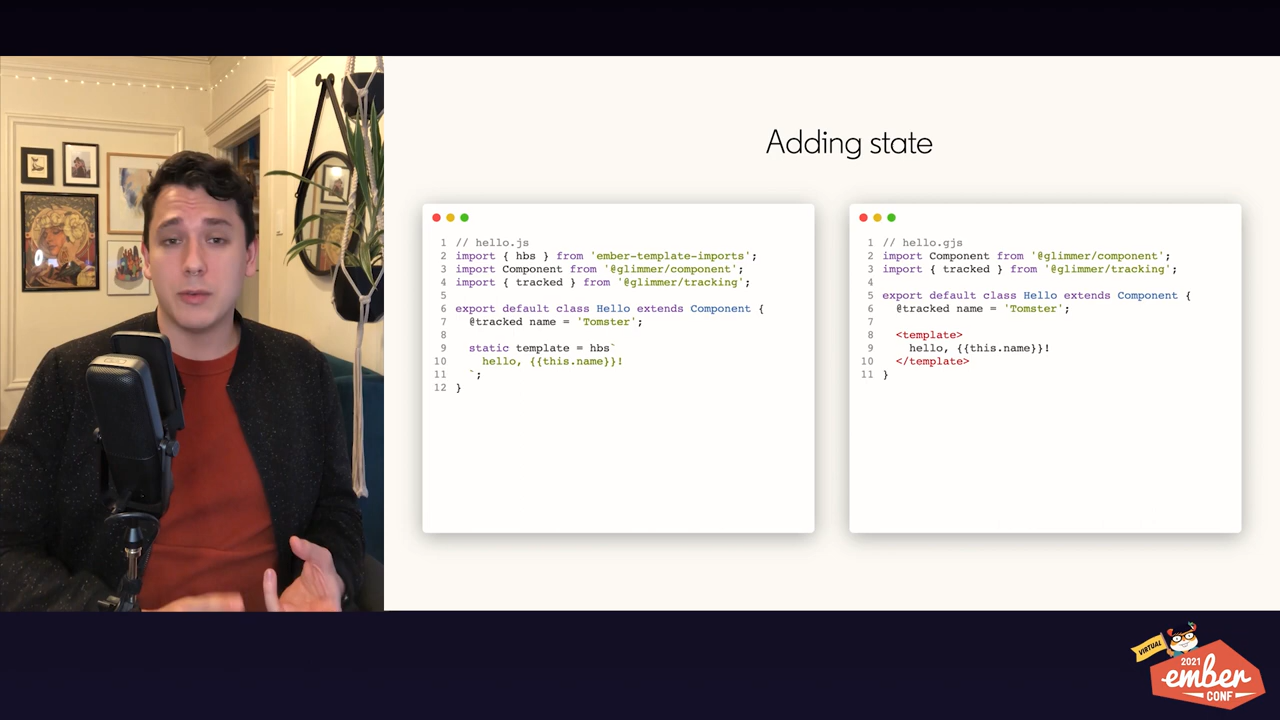 Adding state
1 // hello.js
2 import { hbs } from 'ember-template-imports';
3 import Component from '@glimmer/component';
4 import { tracked } from '@glimmer/tracking';
5
6 export default class Hello extends Component {
7   @tracked name = 'Tomster';
8
9   static template = hbs`
10     hello, {{this.name}}!
11   `;
12 }
1 // hello.gjs
2 import Component from '@glimmer/component';
3 import { tracked } from '@glimmer/tracking';
4
5 export default class Hello extends Component {
6   @tracked name = 'Tomster';
7
8   <template>
9     hello, {{this.name}}!
10   </template>
11 }
VIRTUAL
2021
ember
CONF